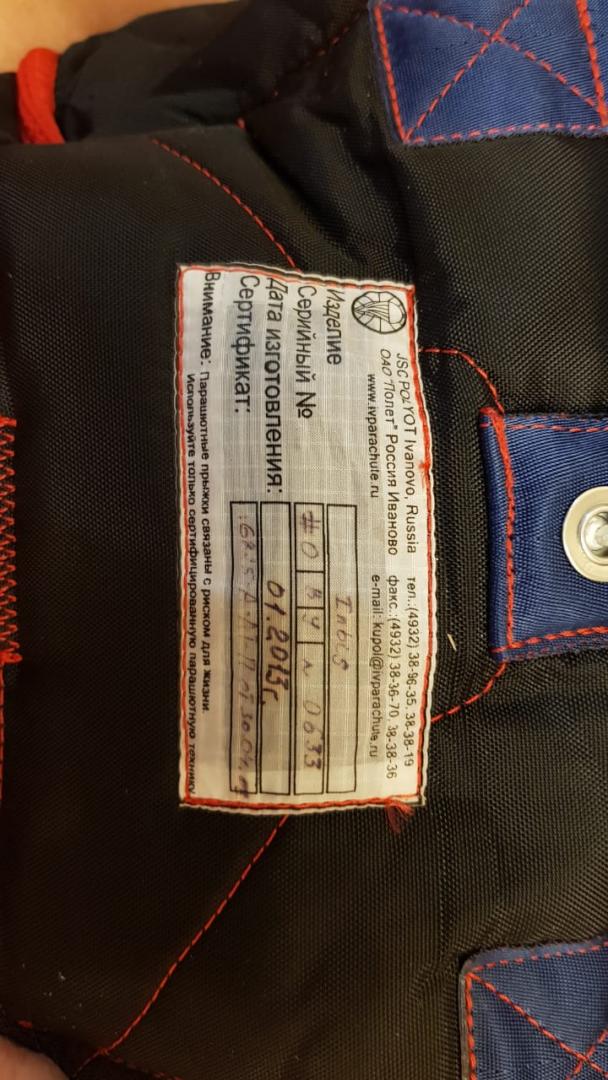 JSC POLYOT Ivanovo, Russia тел.:(4932) 38-96-35, 38-38-19
ОАО "Полет" Россия Иваново факс.:(4932) 38-36-70, 38-38-36
www.ivparachute.ru e-mail: kupol@ivparachute.ru
Изделие
Серийный № 0633
Дата изготовления: 01.2013г.
Сертификат:
Внимание: Парашютные прыжки связаны с риском для жизни.
Используйте только сертифицированную парашютную технику